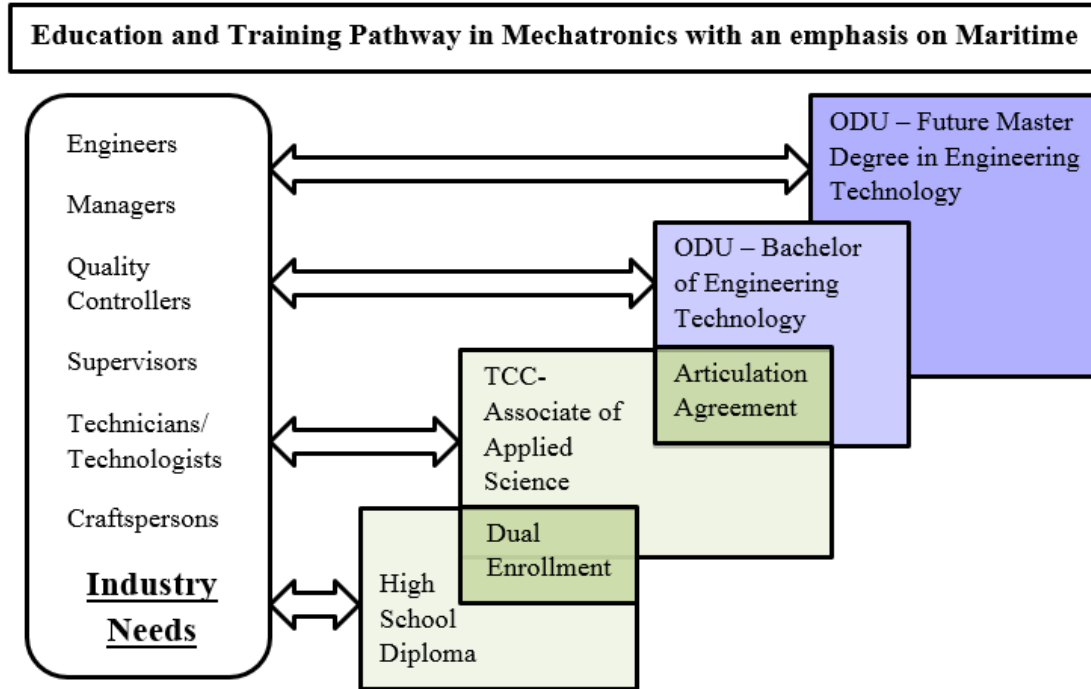 Education and Training Pathway in Mechatronics with an emphasis on Maritime
Engineers
Managers
Quality
Controllers
Supervisors
Technicians/
Technologists
Craftspersons
Industry
Needs
ODU – Future Master
Degree in Engineering
Technology
ODU – Bachelor
of Engineering
Technology
Articulation
Agreement
TCC-
Associate of
Applied
Science
Dual
Enrollment
High
School
Diploma